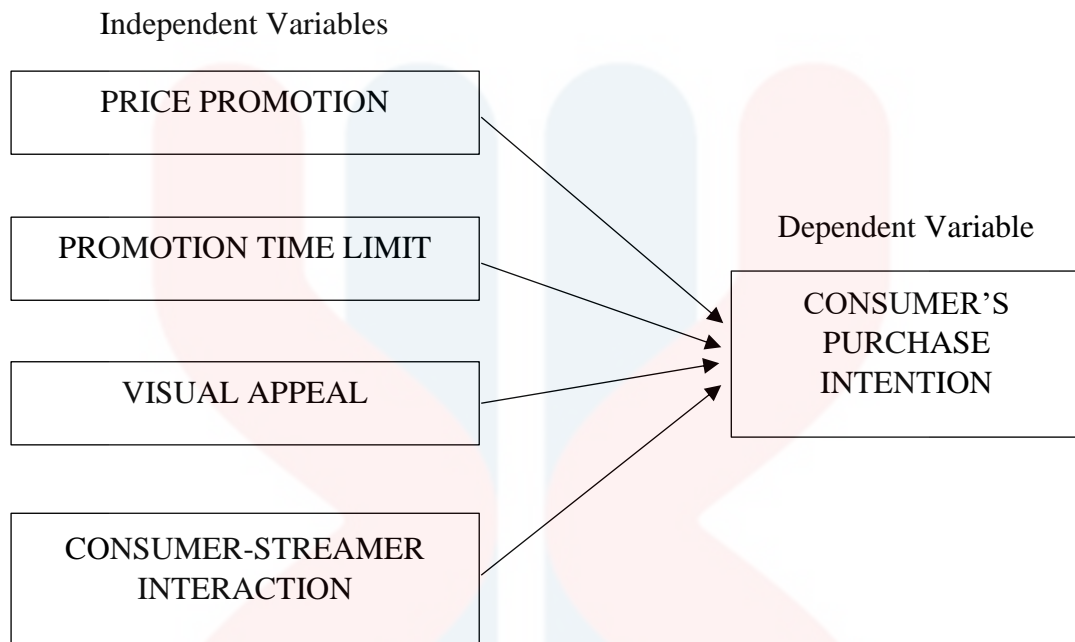 Independent Variables
PRICE PROMOTION
PROMOTION TIME LIMIT
VISUAL APPEAL
CONSUMER-STREAMER
INTERACTION
Dependent Variable
CONSUMER’S
PURCHASE
INTENTION